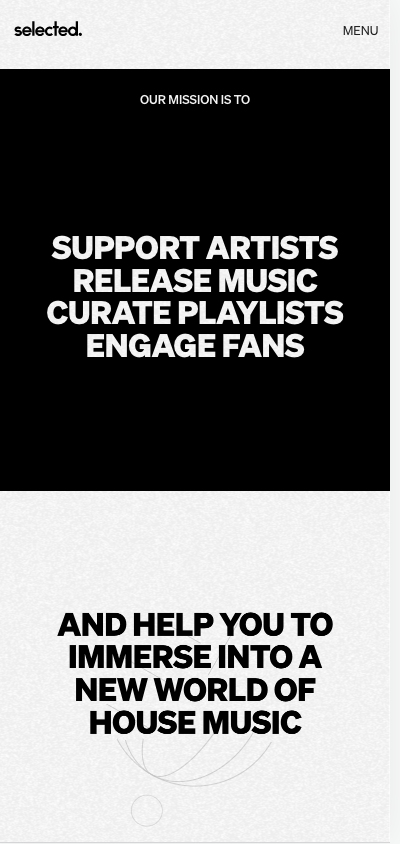 selected.
MENU
OUR MISSION IS TO
SUPPORT ARTISTS
RELEASE MUSIC
CURATE PLAYLISTS
ENGAGE FANS
AND HELP YOU TO
IMMERSE INTO A
NEW WORLD OF
HOUSE MUSIC